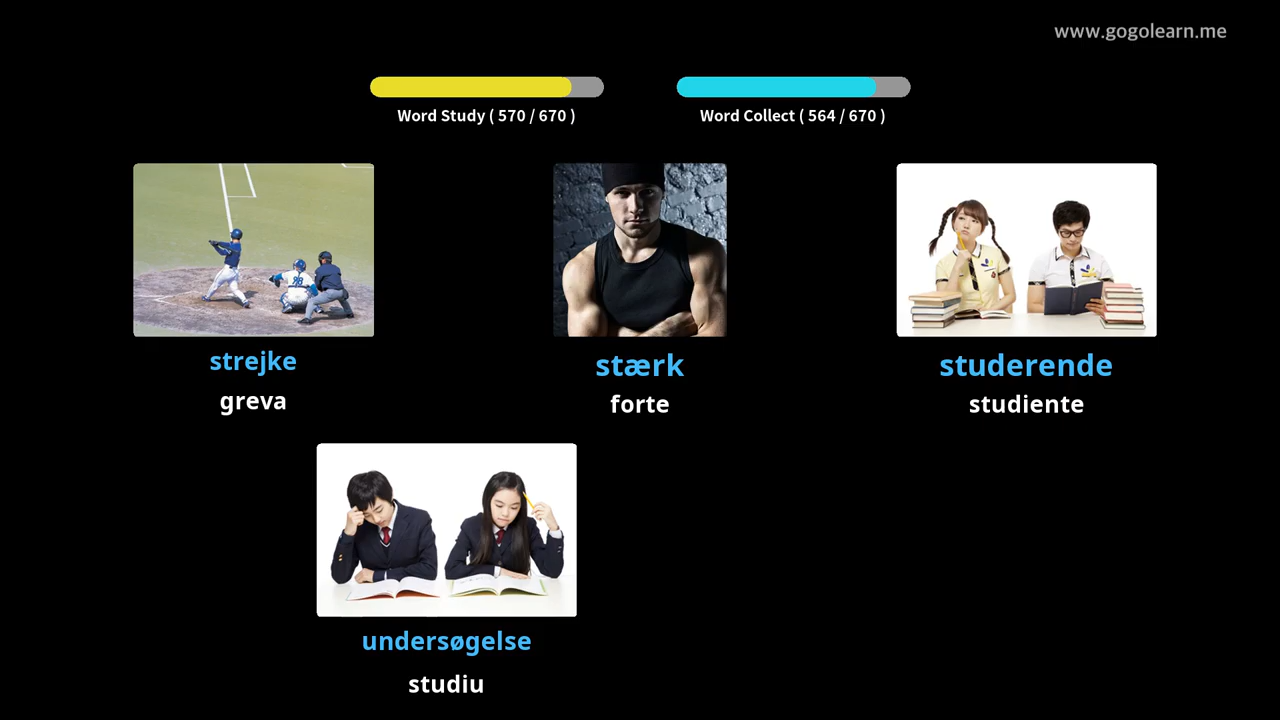 www.gogolearn.me
Word Study ( 570 / 670 )
Word Collect ( 564 / 670 )
strejke
greva
stærk
forte
studerende
studiente
undersøgelse
studiu